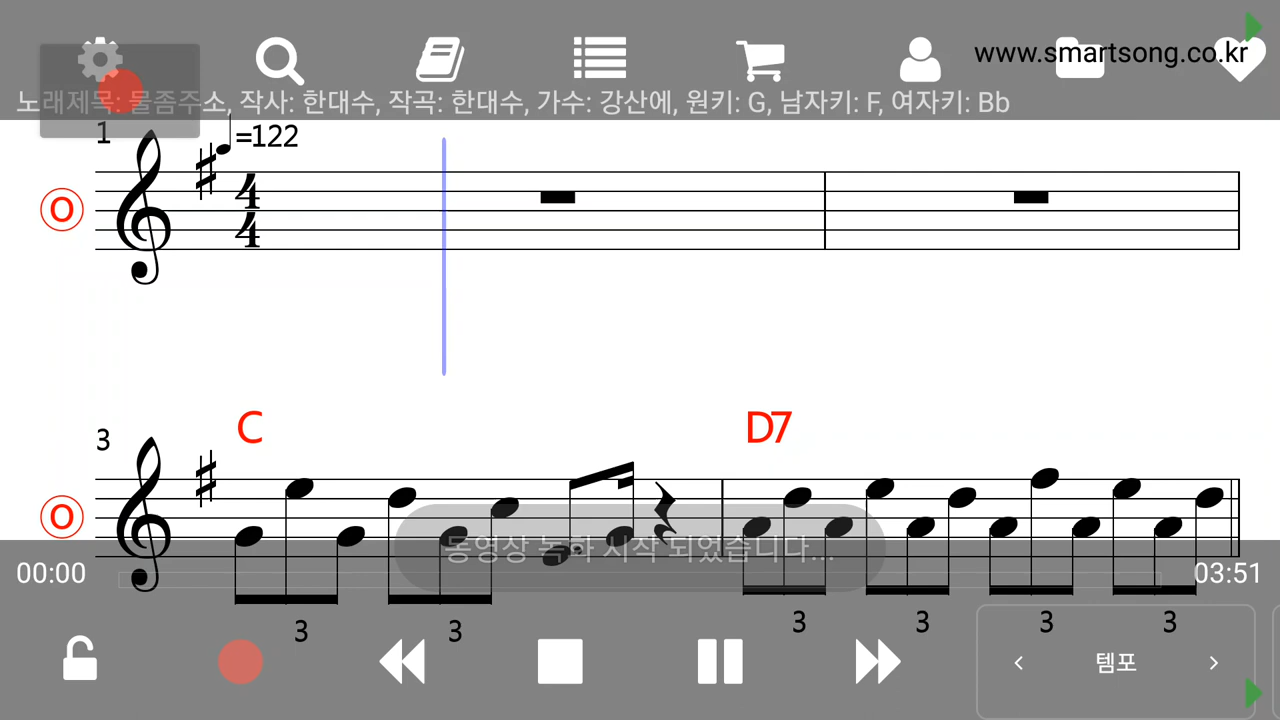 www.smartsong.co.kr
노래제목: 물좀주소, 작사: 한대수, 작곡: 한대수, 가수: 강산에, 원키: G, 남자키: F, 여자키: Bb
1
=122
4
4
O
C
D7
3
O
동영상 녹화 시작 되었습니다...
00:00
03:51
3
3
3
3
3
3
템포